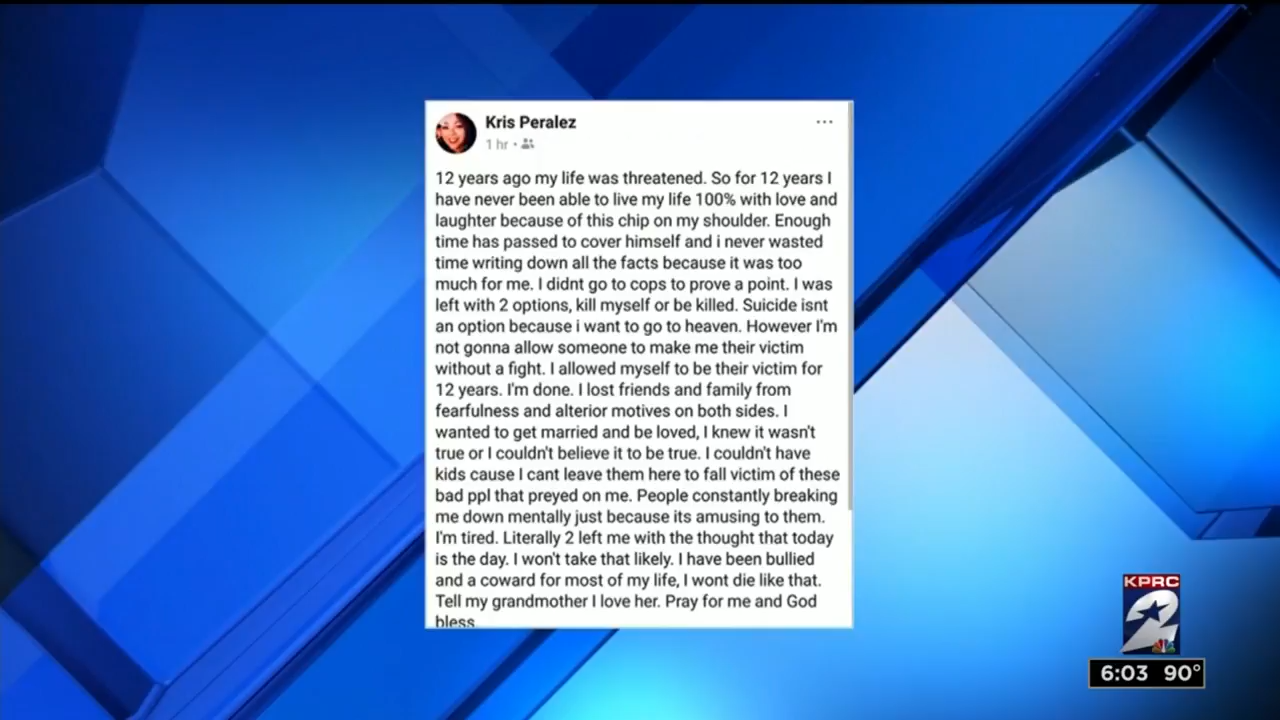 Kris Peralez
1 hr
12 years ago my life was threatened. So for 12 years I
have never been able to live my life 100% with love and
laughter because of this chip on my shoulder. Enough
time has passed to cover himself and i never wasted
time writing down all the facts because it was too
much for me. I didnt go to cops to prove a point. I was
left with 2 options, kill myself or be killed. Suicide isnt
an option because i want to go to heaven. However I'm
not gonna allow someone to make me their victim
without a fight. I allowed myself to be their victim for
12 years. I'm done. I lost friends and family from
fearfulness and alterior motives on both sides. I
wanted to get married and be loved, I knew it wasn't
true or I couldn't believe it to be true. I couldn't have
kids cause I cant leave them here to fall victim of these
bad ppl that preyed on me. People constantly breaking
me down mentally just because its amusing to them.
I'm tired. Literally 2 left me with the thought that today
is the day. I won't take that likely. I have been bullied
and a coward for most of my life, I wont die like that.
Tell my grandmother I love her. Pray for me and God
bless
KPRC
2
6:03 90°